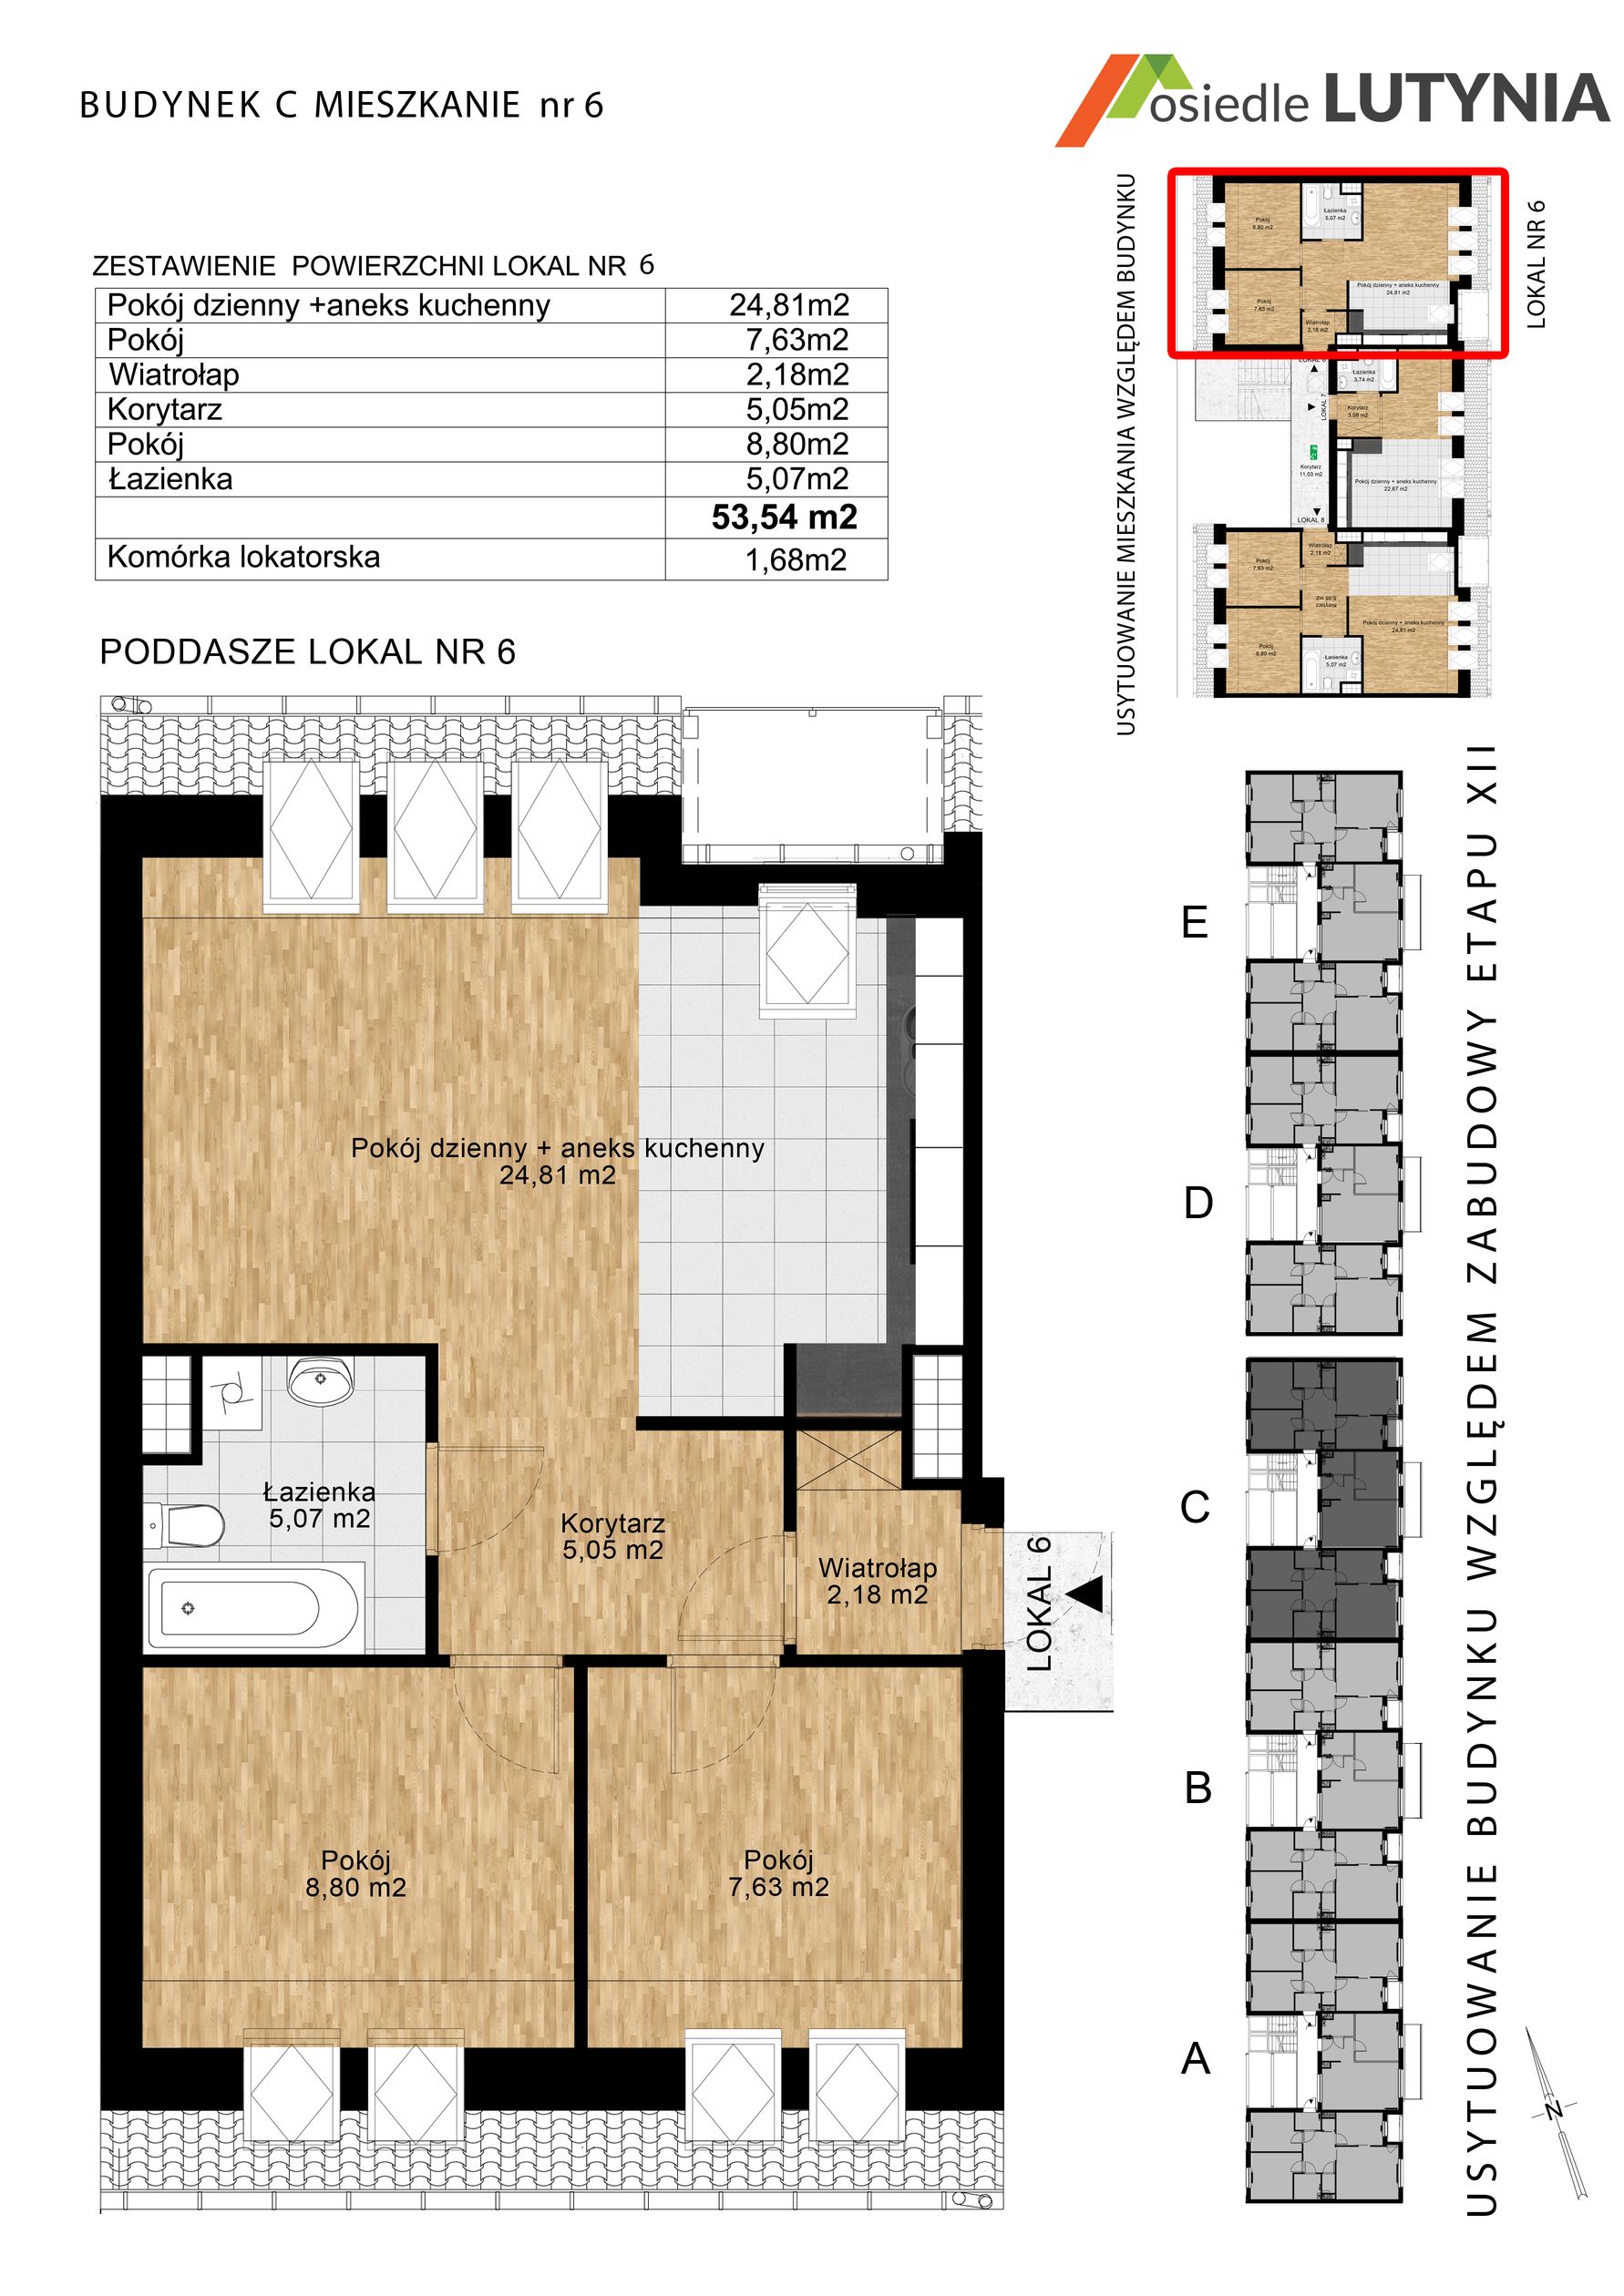 BUDYNEK C MIESZKANIE nr 6
osiedle LUTYNIA
ZESTAWIENIE POWIERZCHNI LOKAL NR 6
Pokój dzienny +aneks kuchenny 24,81m2
Pokój 7,63m2
Wiatrołap 2,18m2
Korytarz 5,05m2
Pokój 8,80m2
Łazienka 5,07m2
53,54 m2
Komórka lokatorska 1,68m2
USYTUOWANIE MIESZKANIA WZGLĘDEM BUDYNKU
LOKAL NR 6
Pokój
8,80 m2
Łazienka
5,07 m2
Pokój dzienny + aneks kuchenny
24,81 m2
Pokój
7,63 m2
Wiatrołap
2,18 m2
LOKAL 6
Łazienka
3,74 m2
LOKAL 7
Korytarz
3,08 m2
Korytarz
11,03 m2
Pokój dzienny + aneks kuchenny
22,67 m2
LOKAL 8
Wiatrołap
2,18 m2
Pokój
7,63 m2
Korytarz
5,05 m2
Pokój dzienny + aneks kuchenny
24,81 m2
Pokój
8,80 m2
Łazienka
5,07 m2
PODDASZE LOKAL NR 6
Pokój dzienny + aneks kuchenny
24,81 m2
Łazienka
5,07 m2
Korytarz
5,05 m2
Wiatrołap
2,18 m2
LOKAL 6
Pokój
8,80 m2
Pokój
7,63 m2
E
D
C
B
A
USYTUOWANIE BUDYNKU WZGLĘDEM ZABUDOWY ETAPU XII
N